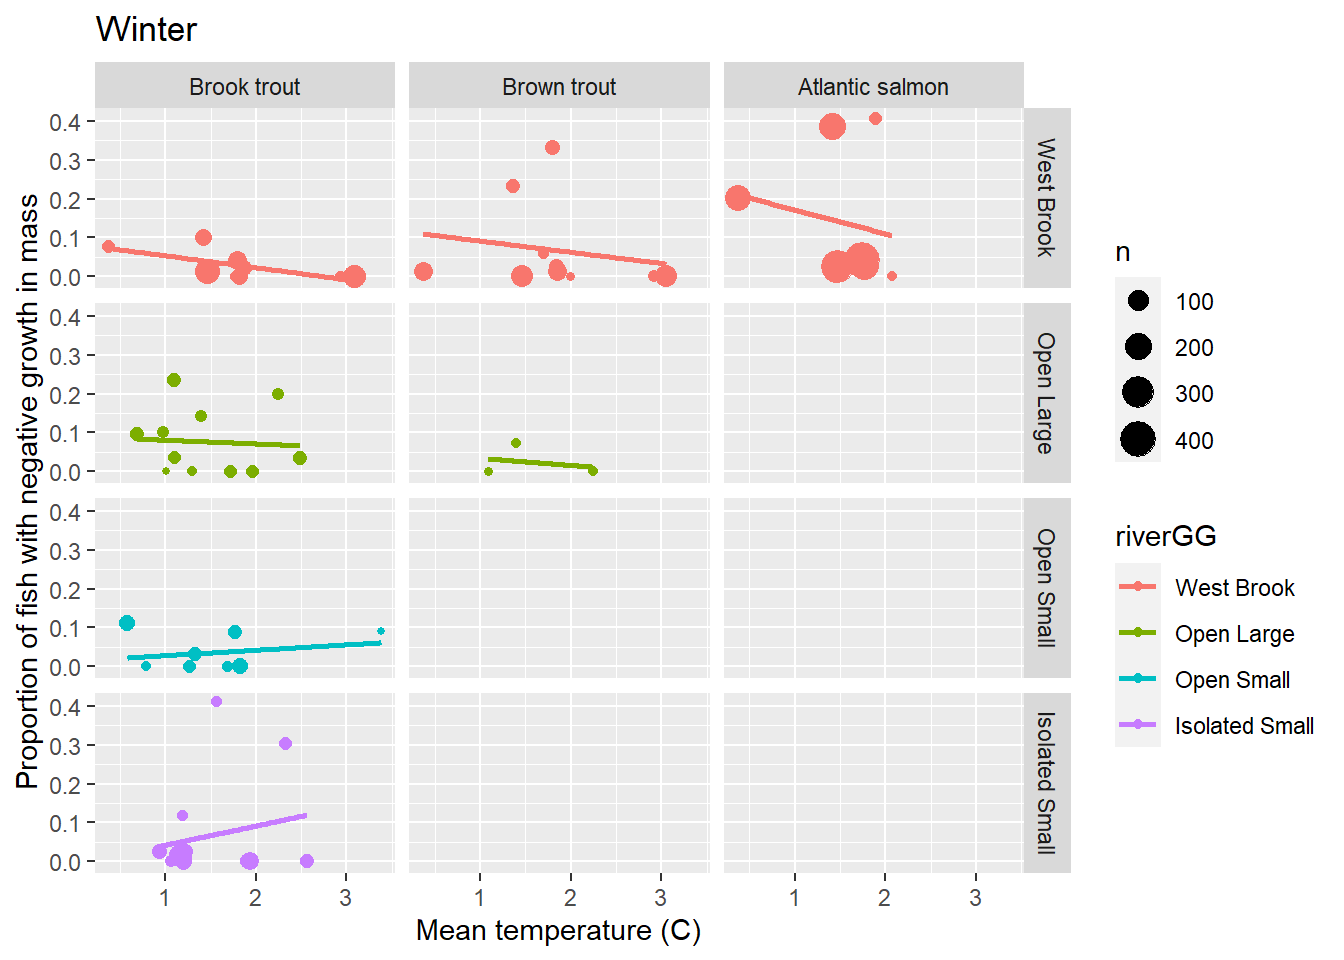 Winter
Brook trout
Brown trout
Atlantic salmon
0.4
0.3
0.2
0.1
0.0
West Brook
0.4
0.3
0.2
0.1
0.0
Open Large
0.4
0.3
0.2
0.1
0.0
Open Small
0.4
0.3
0.2
0.1
0.0
Isolated Small
1 2 3
1 2 3
1 2 3
Mean temperature (C)
Proportion of fish with negative growth in mass
n
100
200
300
400
riverGG
West Brook
Open Large
Open Small
Isolated Small